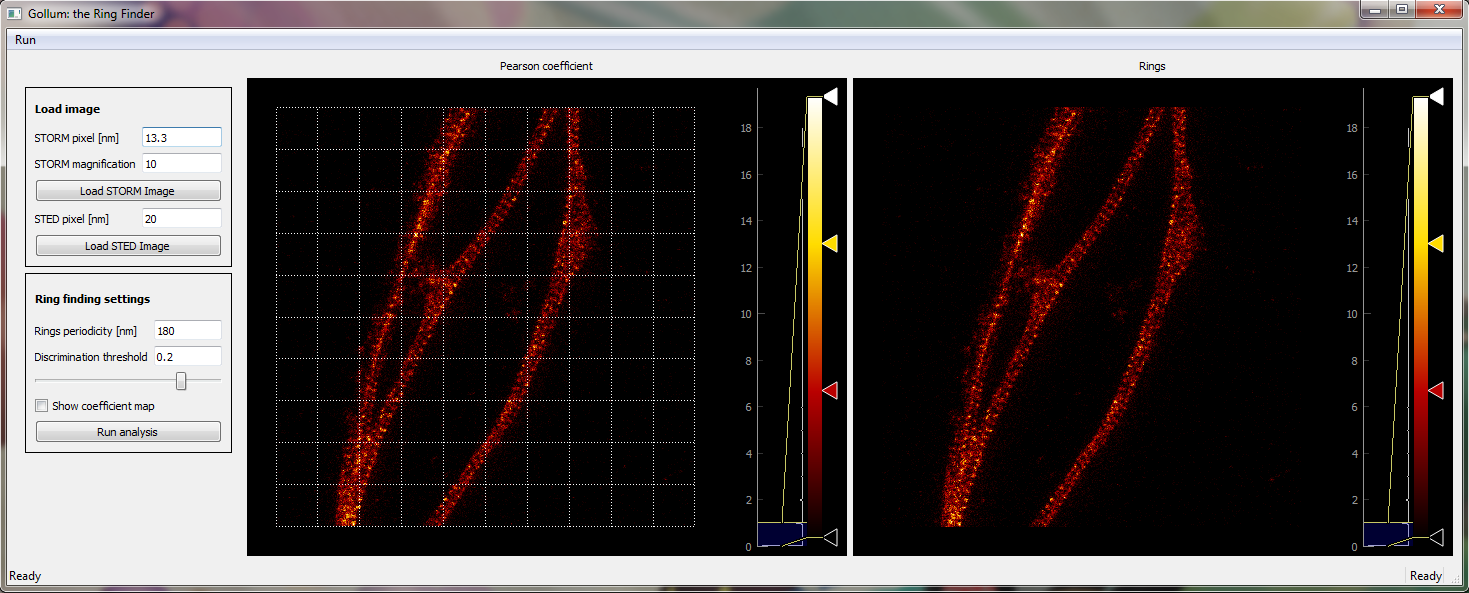 Gollum: the Ring Finder
Run
Load image
STORM pixel [nm] 13.3
STORM magnification 10
Load STORM Image
STED pixel [nm] 20
Load STED Image
Ring finding settings
Rings periodicity [nm] 180
Discrimination threshold 0.2
Show coefficient map
Run analysis
Pearson coefficient
18
16
14
12
10
8
6
4
2
0
Rings
18
16
14
12
10
8
6
4
2
0
Ready
Ready